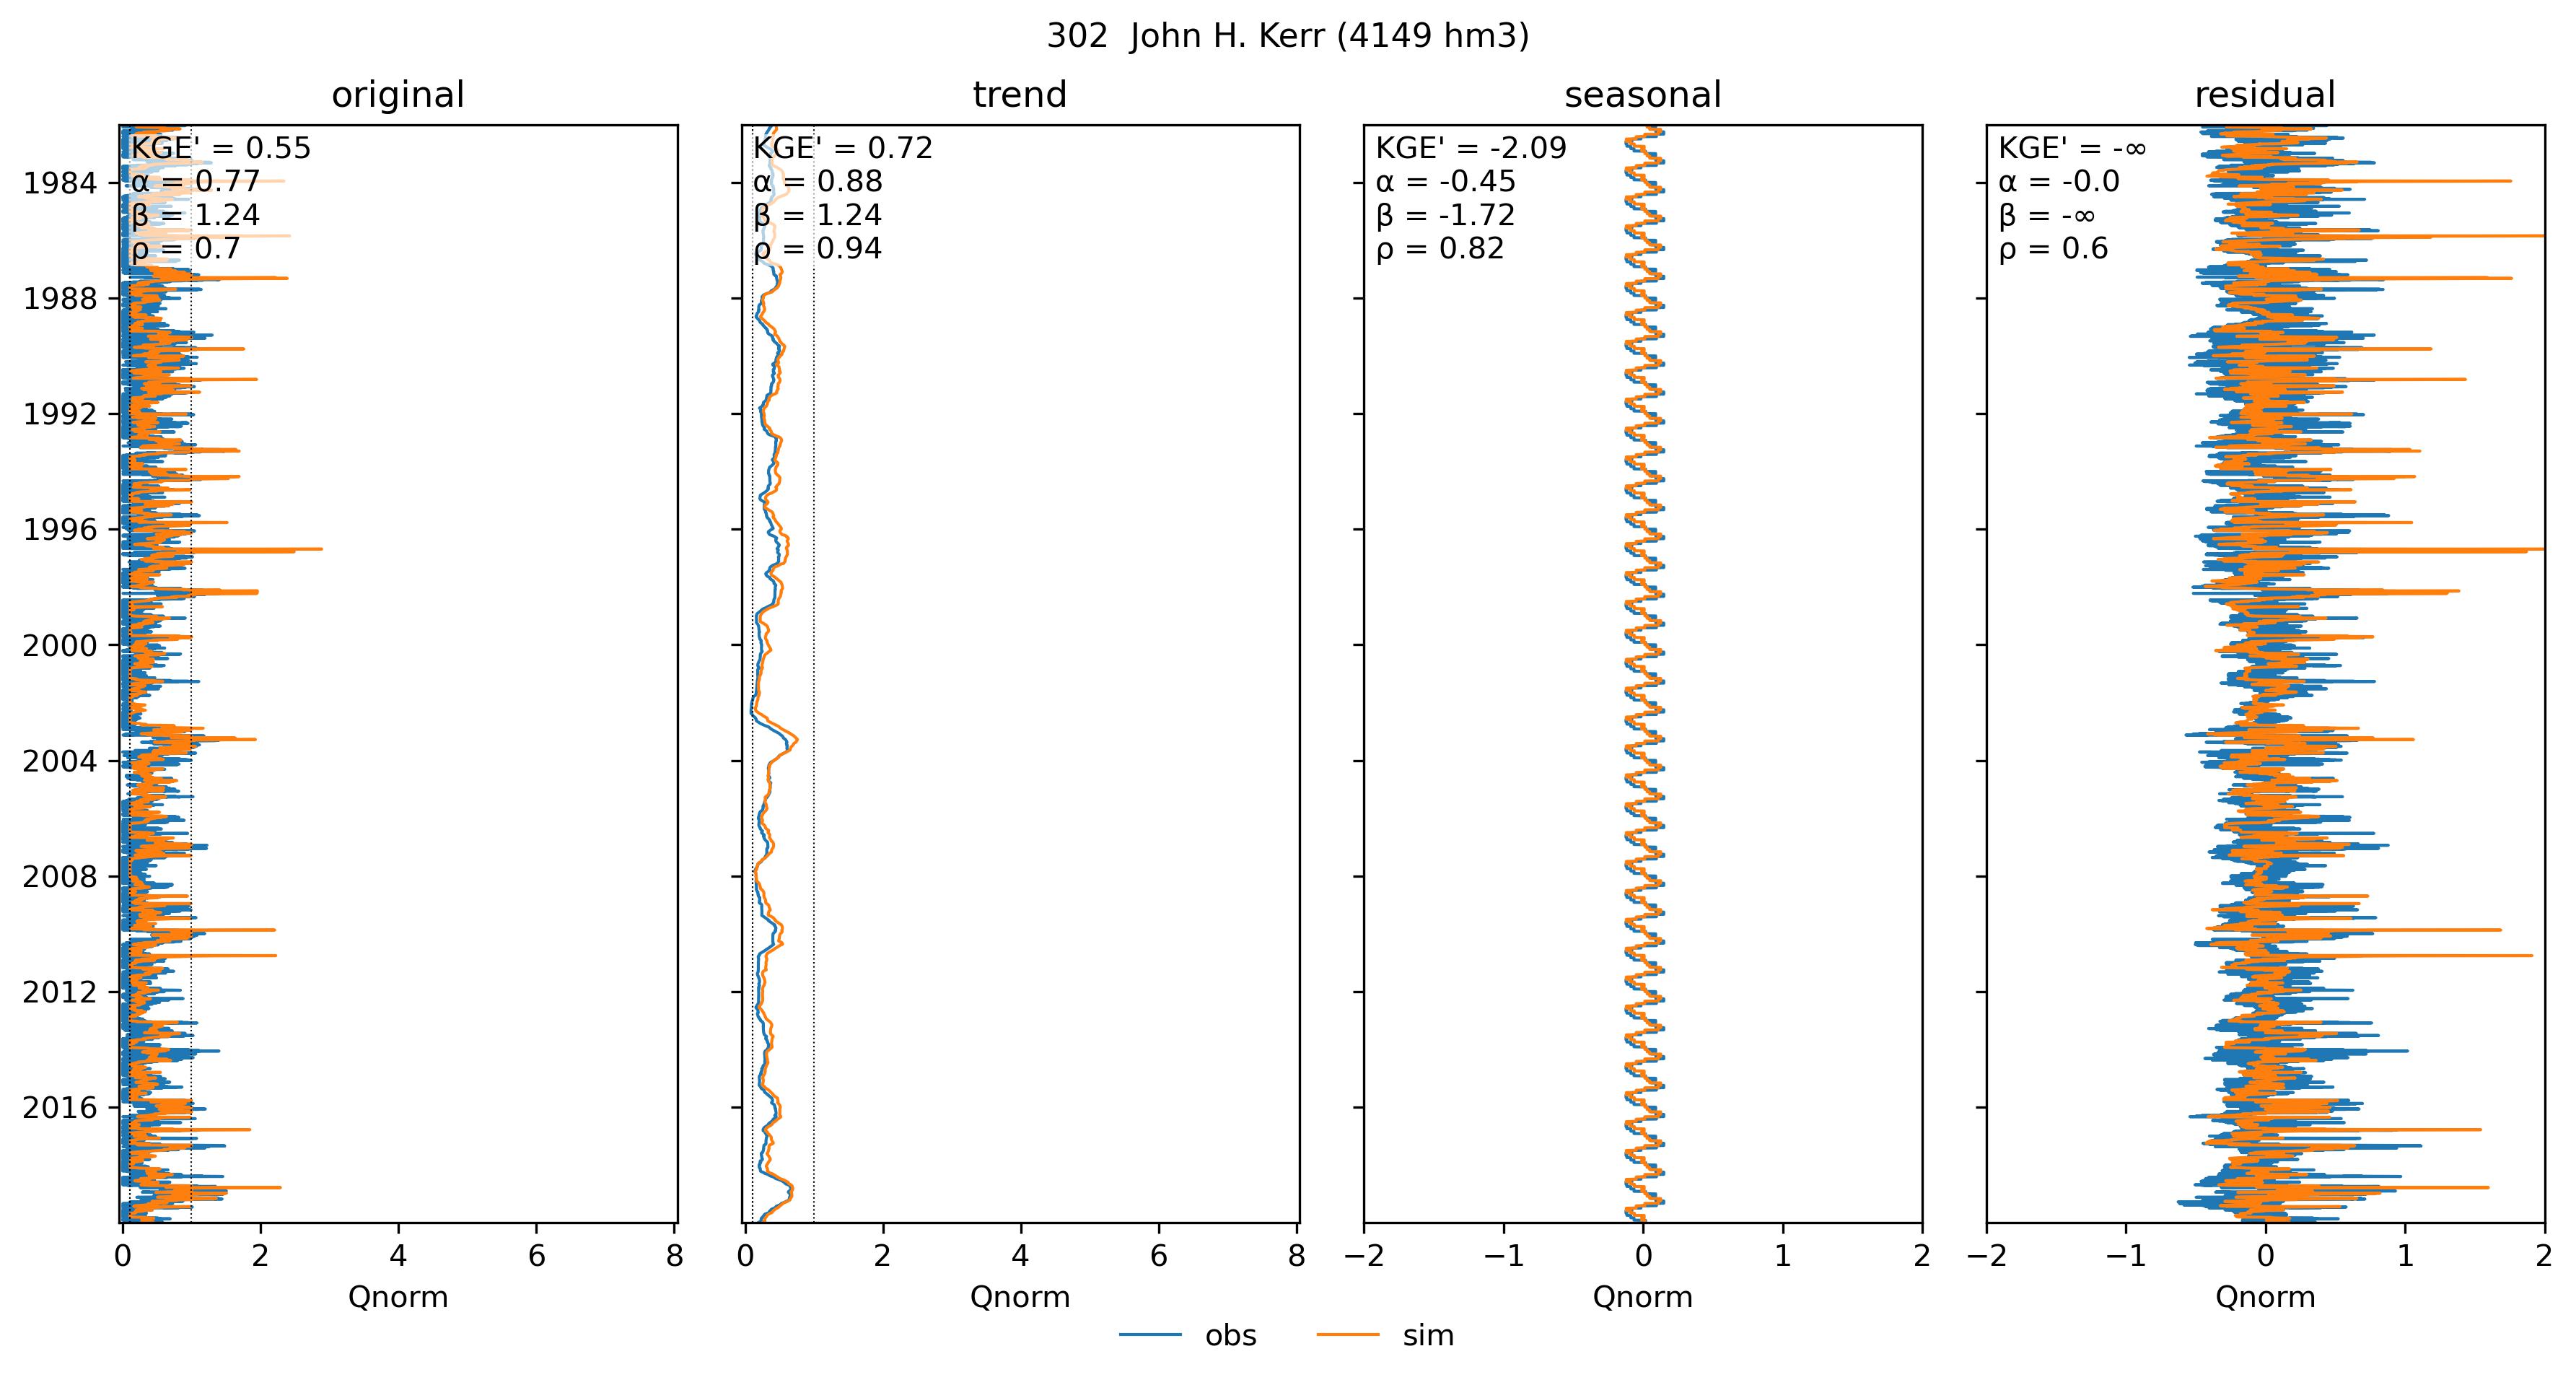 302  John H. Kerr (4149 hm3)
original
trend
seasonal
residual
KGE' = 0.55
α = 0.77
β = 1.24
ρ = 0.7
KGE' = 0.72
α = 0.88
β = 1.24
ρ = 0.94
KGE' = -2.09
α = -0.45
β = -1.72
ρ = 0.82
KGE' = -∞
α = -0.0
β = -∞
ρ = 0.6
1984
1988
1992
1996
2000
2004
2008
2012
2016
0 2 4 6 8
0 2 4 6 8
−2 −1 0 1 2
−2 −1 0 1 2
Qnorm
Qnorm
Qnorm
Qnorm
obs
sim